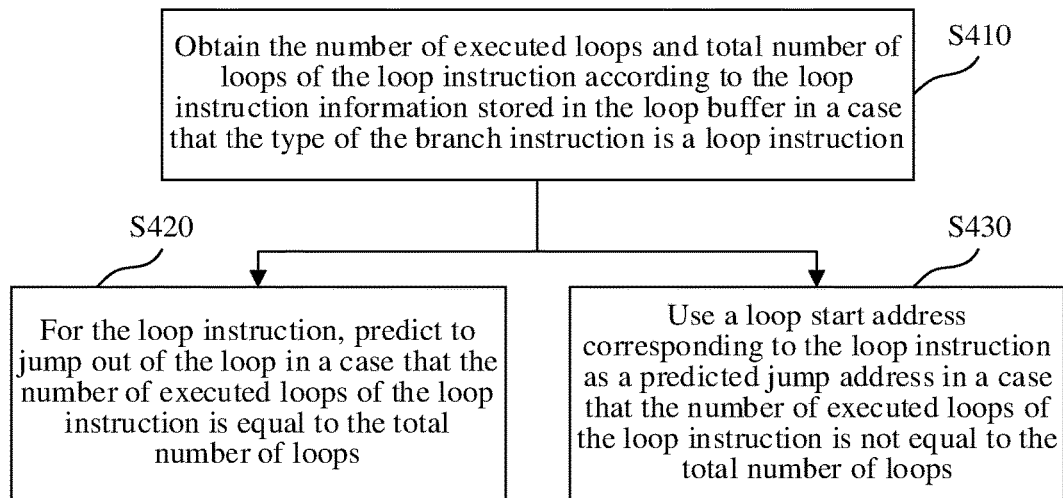 Obtain the number of executed loops and total number of
loops of the loop instruction according to the loop
instruction information stored in the loop buffer in a case
that the type of the branch instruction is a loop instruction
S410
S420
For the loop instruction, predict to
jump out of the loop in a case that the
number of executed loops of the loop
instruction is equal to the total
number of loops
S430
Use a loop start address
corresponding to the loop instruction
as a predicted jump address in a case
that the number of executed loops of
the loop instruction is not equal to the
total number of loops